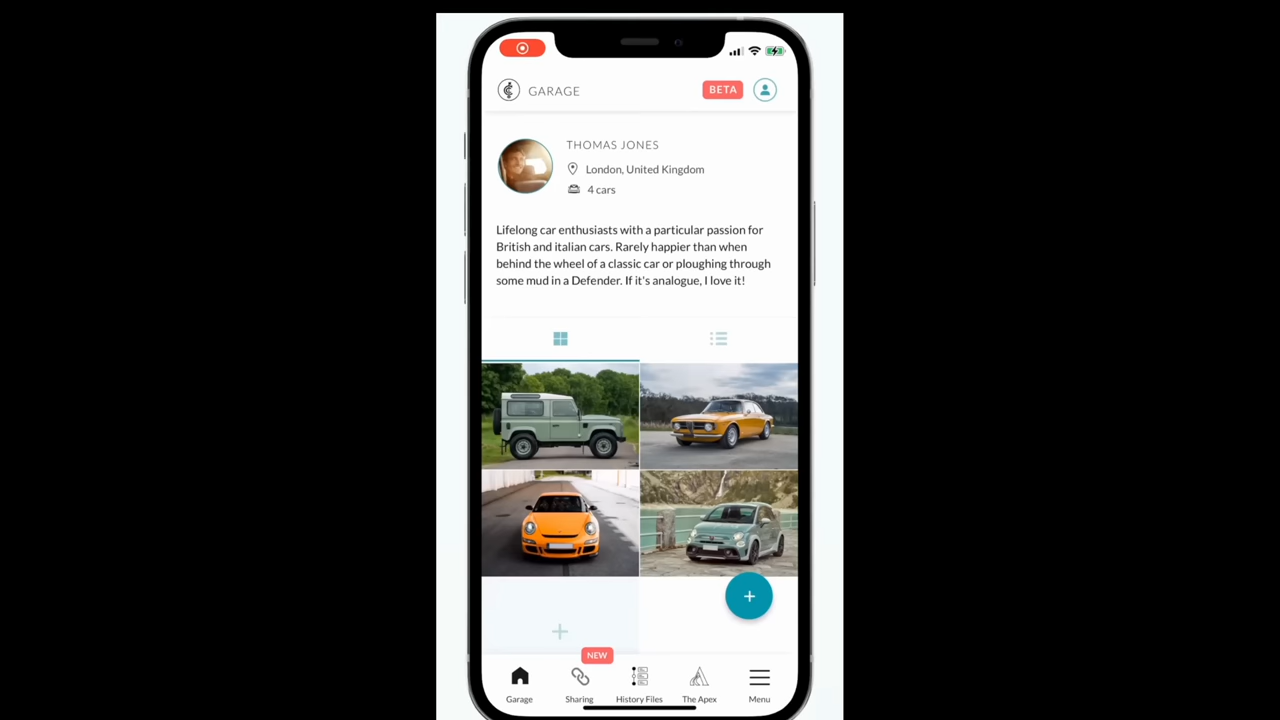 GARAGE
BETA
THOMAS JONES
London, United Kingdom
4 cars
Lifelong car enthusiasts with a particular passion for
British and italian cars. Rarely happier than when
behind the wheel of a classic car or ploughing through
some mud in a Defender. If it's analogue, I love it!
NEW
Garage
Sharing
History Files
The Apex
Menu